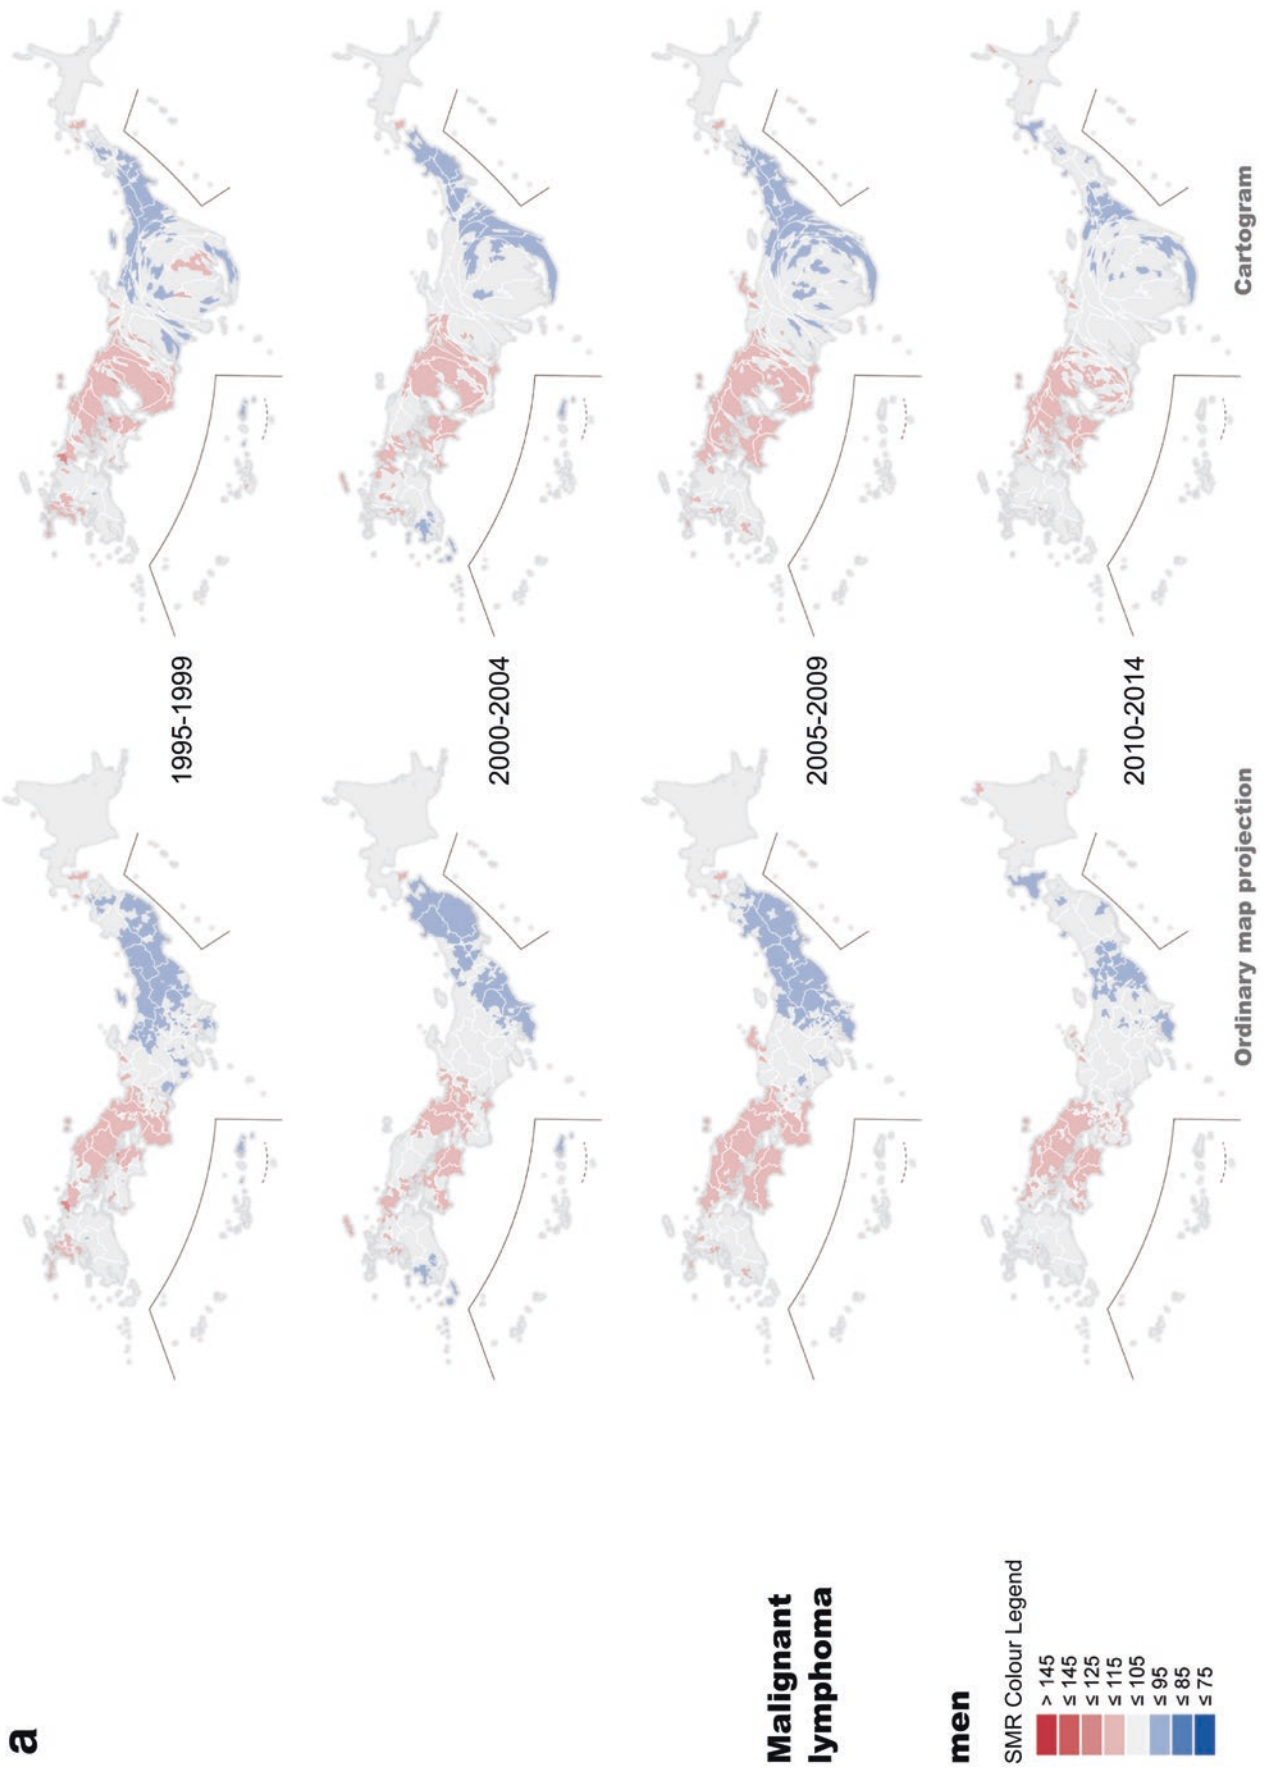 a
1995-1999
2000-2004
2005-2009
2010-2014
Ordinary map projection
Cartogram
Malignant
lymphoma
men
SMR Colour Legend
> 145
≤ 145
≤ 125
≤ 115
≤ 105
≤ 95
≤ 85
≤ 75